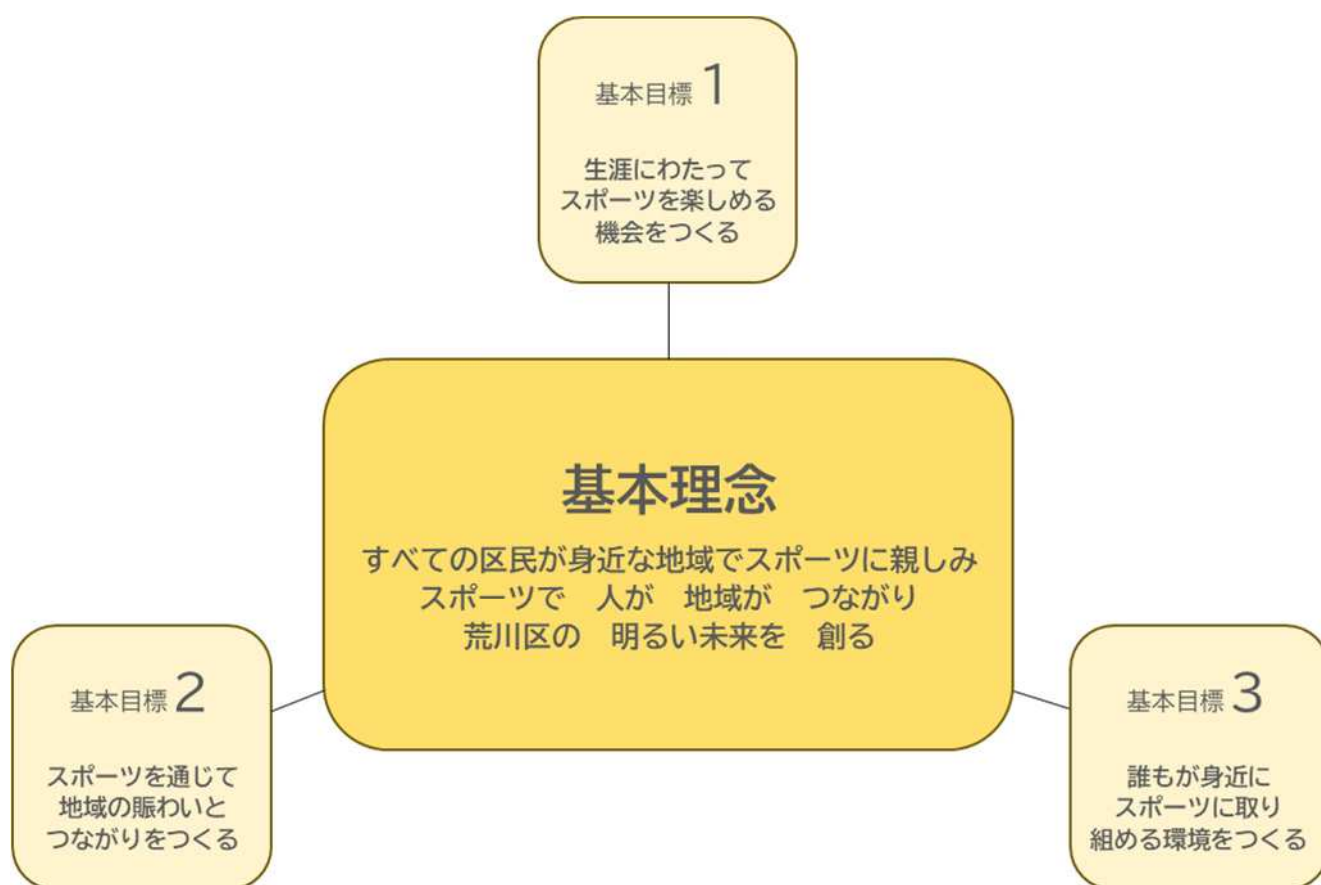 基本目標 1
生涯にわたって
スポーツを楽しめる
機会をつくる
基本理念
すべての区民が身近な地域でスポーツに親しみ
スポーツで　人が　地域が　つながり
荒川区の　明るい未来を　創る
基本目標 2
スポーツを通じて
地域の賑わいと
つながりをつくる
基本目標 3
誰もが身近に
スポーツに取り
組める環境をつくる